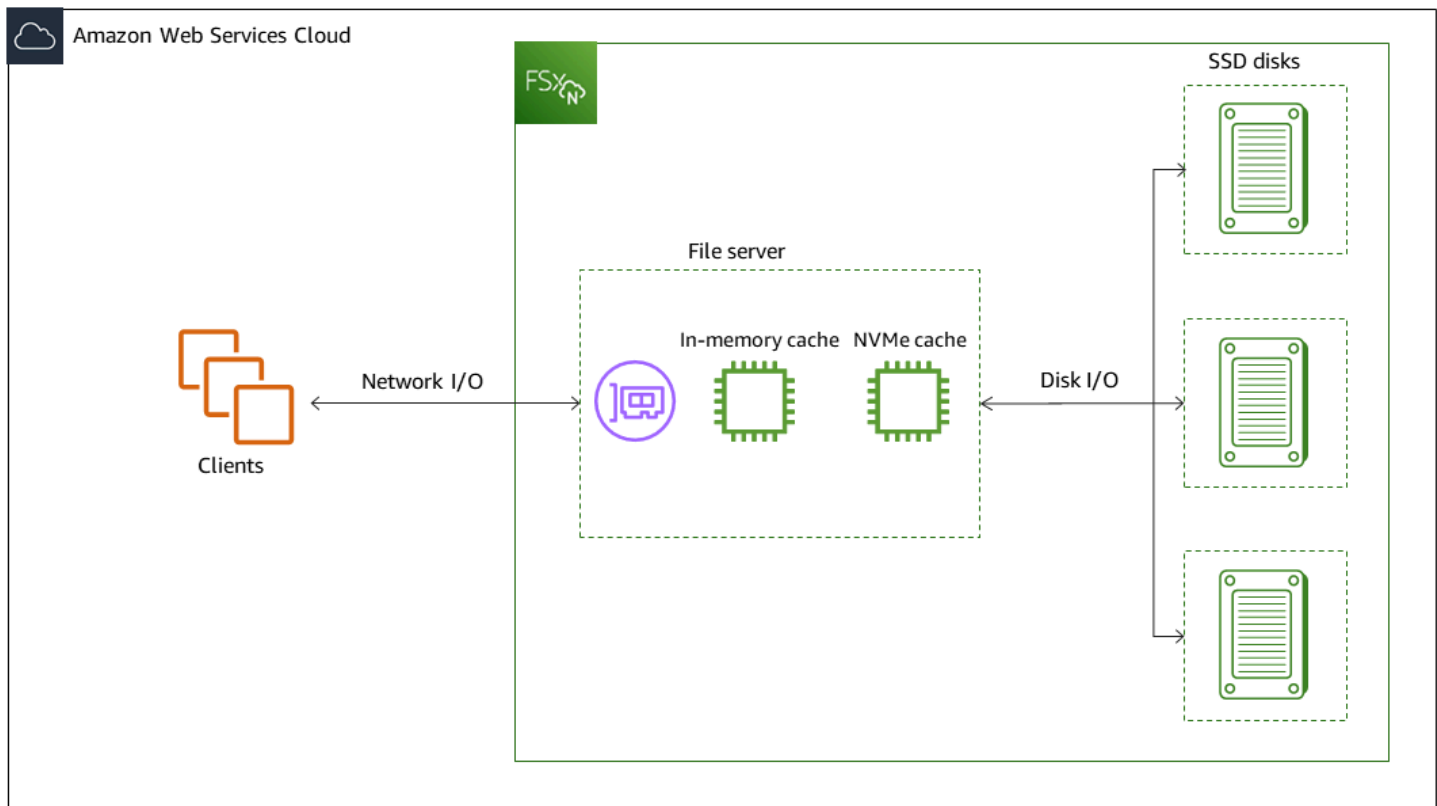 Amazon Web Services Cloud
FSx
N
SSD disks
File server
In-memory cache
NVMe cache
Network I/O
Disk I/O
Clients